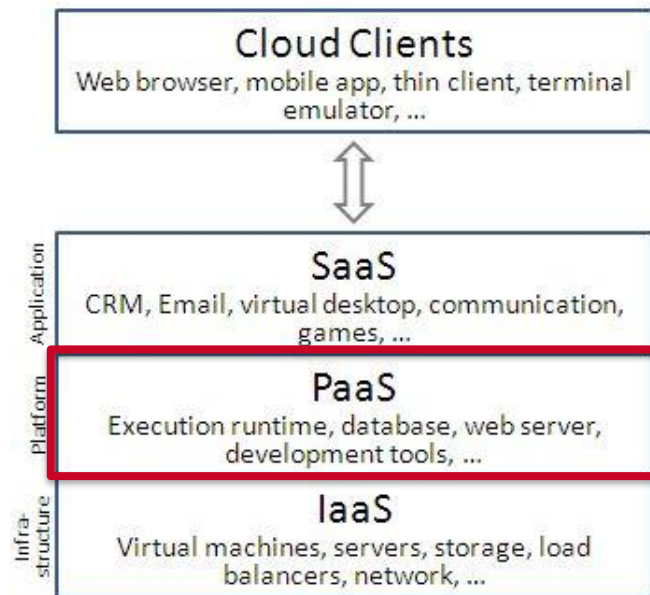 Cloud Clients
Web browser, mobile app, thin client, terminal
emulator, ...
Application
SaaS
CRM, Email, virtual desktop, communication,
games, ...
Platform
PaaS
Execution runtime, database, web server,
development tools, ...
Infra-
structure
IaaS
Virtual machines, servers, storage, load
balancers, network, ...